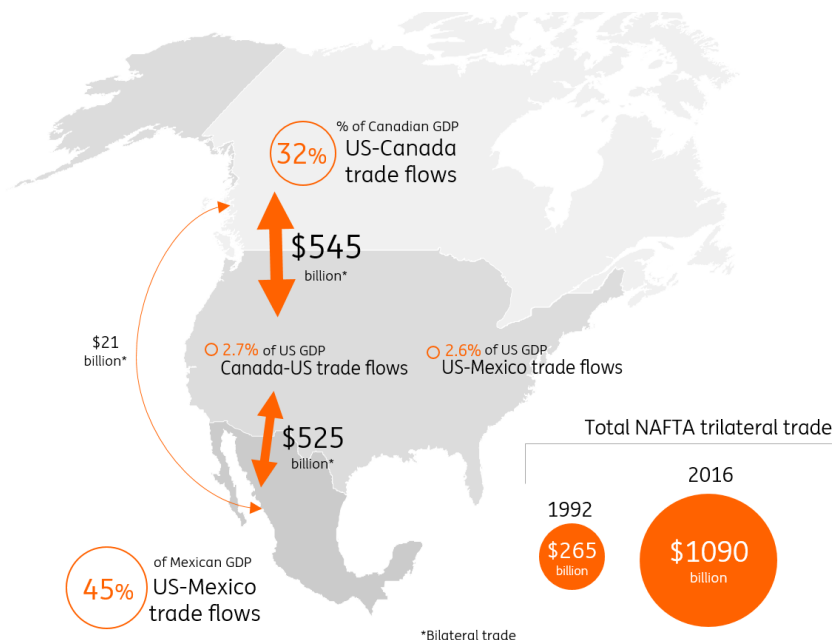 % of Canadian GDP
32%
US-Canada
trade flows
$545
billion*
$21
billion*
2.7% of US GDP
Canada-US trade flows
2.6% of US GDP
US-Mexico trade flows
$525
billion*
Total NAFTA trilateral trade
2016
1992
$265
billion
$1090
billion
of Mexican GDP
45%
US-Mexico
trade flows
*Bilateral trade